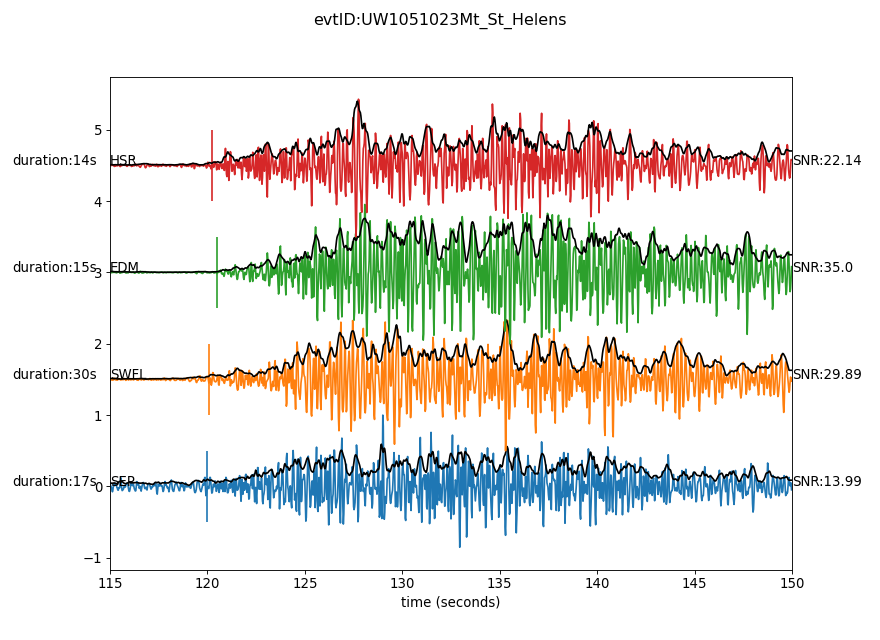 evtID:UW1051023Mt_St_Helens
5
duration:14s HSR SNR:22.14
4
duration:15s 3 EDM SNR:35.0
2
duration:30s SWFL SNR:29.89
1
duration:17s 0 SEP SNR:13.99
−1
115 120 125 130 135 140 145 150
time (seconds)